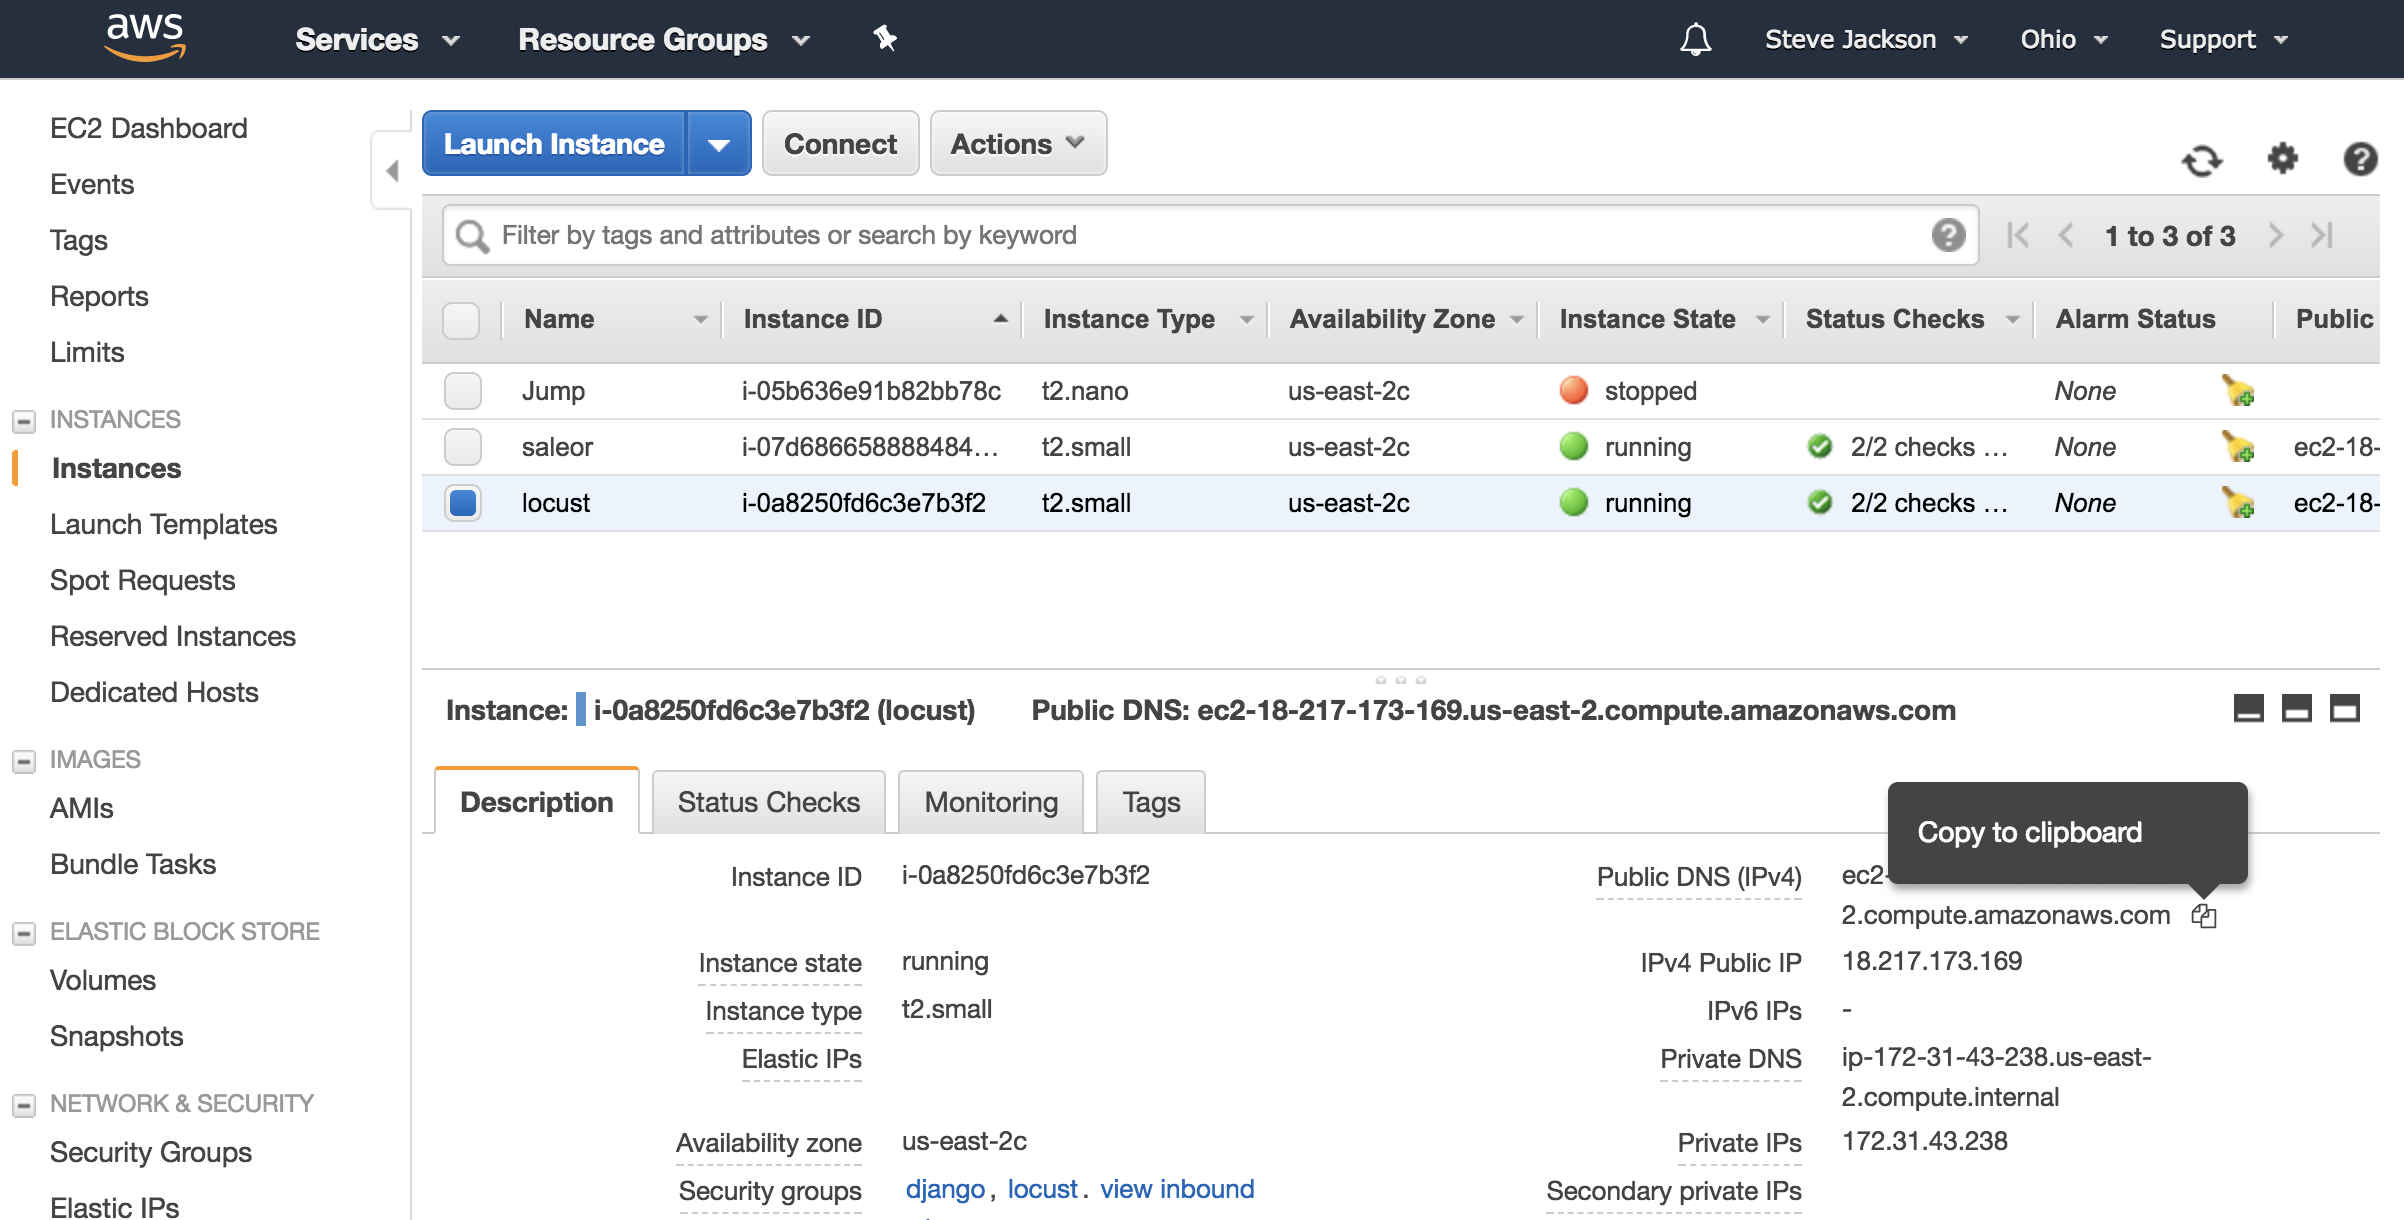 aws Services Resource Groups Steve Jackson Ohio Support
EC2 Dashboard
Events
Tags
Reports
Limits
INSTANCES
Instances
Launch Templates
Spot Requests
Reserved Instances
Dedicated Hosts
IMAGES
AMIs
Bundle Tasks
ELASTIC BLOCK STORE
Volumes
Snapshots
NETWORK & SECURITY
Security Groups
Elastic IPs
Launch Instance Connect Actions
Filter by tags and attributes or search by keyword 1 to 3 of 3
Name Instance ID Instance Type Availability Zone Instance State Status Checks Alarm Status Public
Jump i-05b636e91b82bb78c t2.nano us-east-2c stopped None
saleor i-07d686658888484… t2.small us-east-2c running 2/2 checks … None ec2-18-
locust i-0a8250fd6c3e7b3f2 t2.small us-east-2c running 2/2 checks … None ec2-18-
Instance: i-0a8250fd6c3e7b3f2 (locust) Public DNS: ec2-18-217-173-169.us-east-2.compute.amazonaws.com
Description Status Checks Monitoring Tags
Copy to clipboard
Instance ID i-0a8250fd6c3e7b3f2 Public DNS (IPv4) ec2-
2.compute.amazonaws.com
Instance state running IPv4 Public IP 18.217.173.169
Instance type t2.small IPv6 IPs -
Elastic IPs Private DNS ip-172-31-43-238.us-east-
2.compute.internal
Availability zone us-east-2c Private IPs 172.31.43.238
Security groups django, locust. view inbound Secondary private IPs